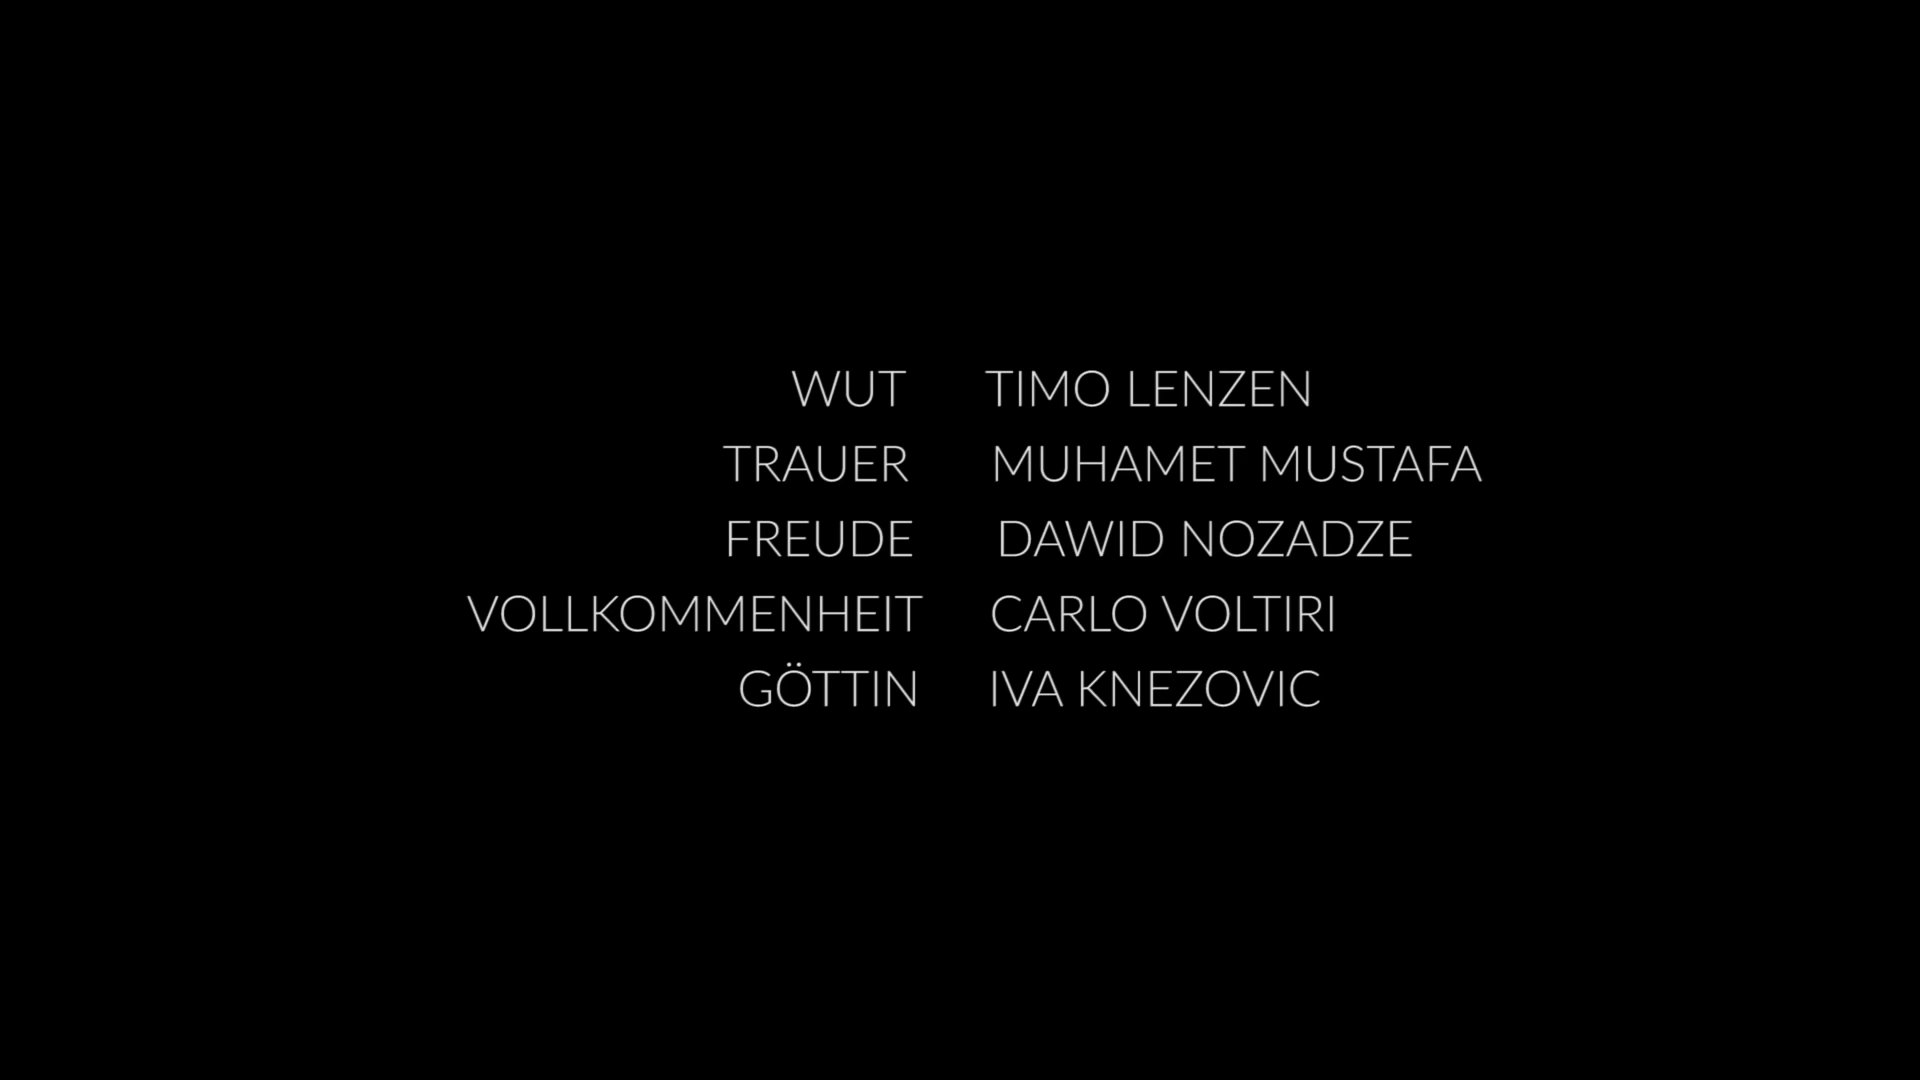 WUT TIMO LENZEN
TRAUER MUHAMET MUSTAFA
FREUDE DAWID NOZADZE
VOLLKOMMENHEIT CARLO VOLTIRI
GÖTTIN IVA KNEZOVIC